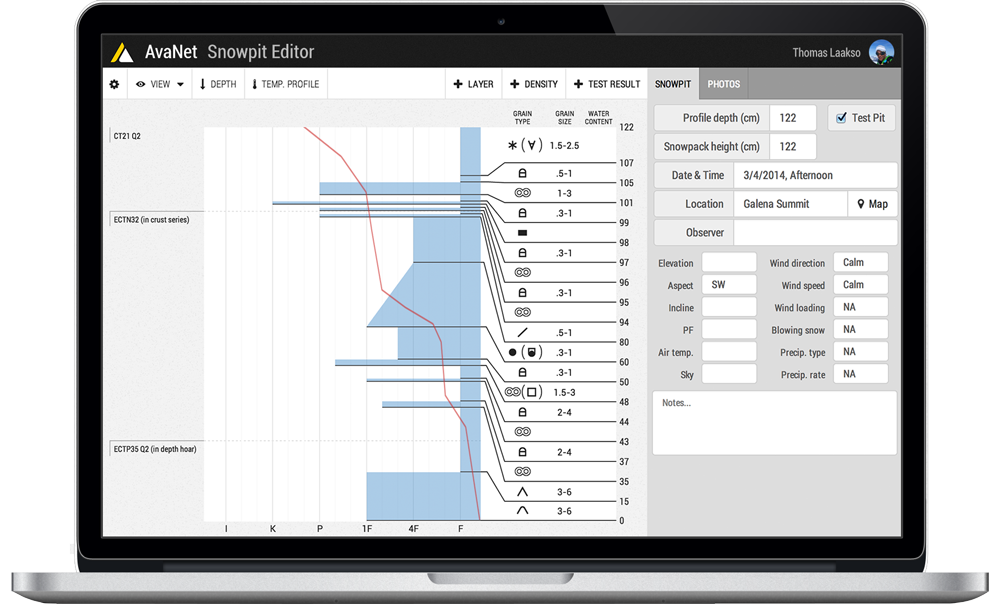 AvaNet Snowpit Editor
Thomas Laakso
VIEW
DEPTH
TEMP. PROFILE
+ LAYER
+ DENSITY
+ TEST RESULT
SNOWPIT
PHOTOS
CT21 Q2
ECTN32 (in crust series)
ECTP35 Q2 (in depth hoar)
I K P 1F 4F F
GRAIN TYPE
GRAIN SIZE
WATER CONTENT
122
1.5-2.5
107
.5-1
105
1-3
101
.3-1
99
98
.3-1
97
96
.3-1
95
94
.5-1
80
.3-1
60
.3-1
50
1.5-3
48
2-4
44
43
2-4
37
35
3-6
15
3-6
0
Profile depth (cm) 122
Test Pit
Snowpack height (cm) 122
Date & Time 3/4/2014, Afternoon
Location Galena Summit
Map
Observer
Elevation
Wind direction Calm
Aspect SW
Wind speed Calm
Incline
Wind loading NA
PF
Blowing snow NA
Air temp.
Precip. type NA
Sky
Precip. rate NA
Notes...